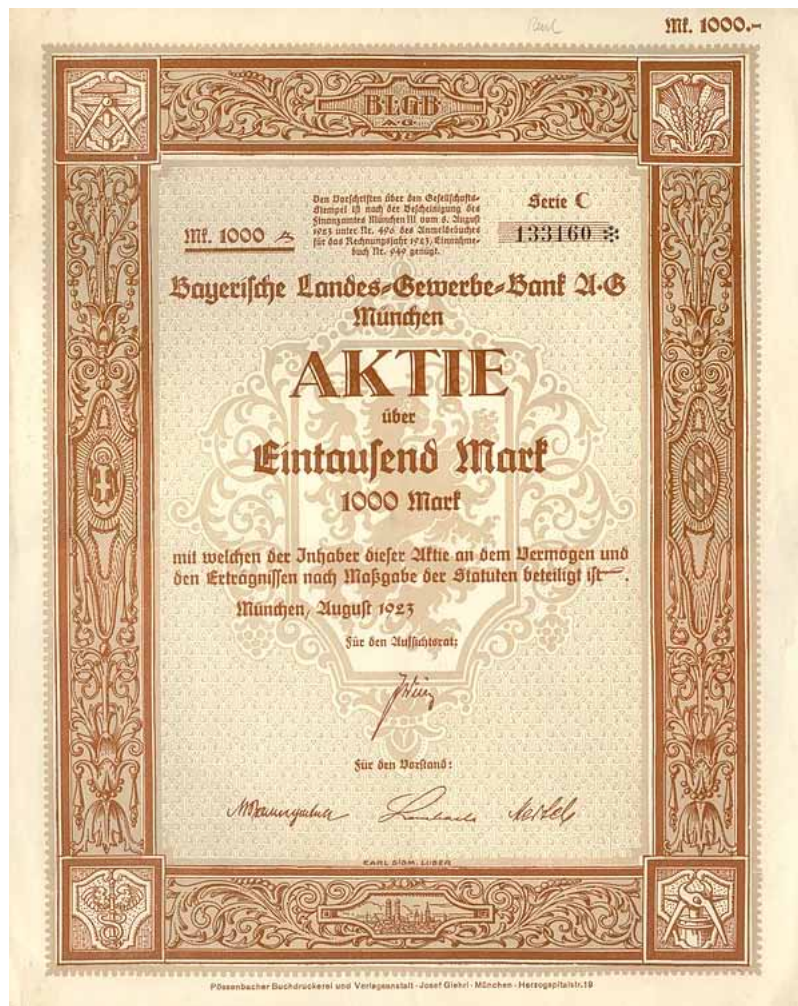 Mk. 1000.-
BLGB
A-G-
Den Vorschriften über den Gesellschafts-
Stempel ist nach der Bescheinigung des
Finanzamtes München III vom 8. August
1923 unter Nr. 496 des Anmeldebuches
für das Rechnungsjahr 1923, Einnahme-
buch Nr. 949 genügt.
Serie C
Mk. 1000
133160
Bayerische Landes-Gewerbe-Bank A·G
München
AKTIE
über
Eintausend Mark
1000 Mark
mit welchen der Inhaber dieser Aktie an dem Vermögen und
den Erträgnissen nach Maßgabe der Statuten beteiligt ist.
München, August 1923
Für den Aufsichtsrat:
Für den Vorstand:
Pössenbacher Buchdruckerei und Verlagsanstalt - Josef Giehrl - München - Herzogspitalstr. 19